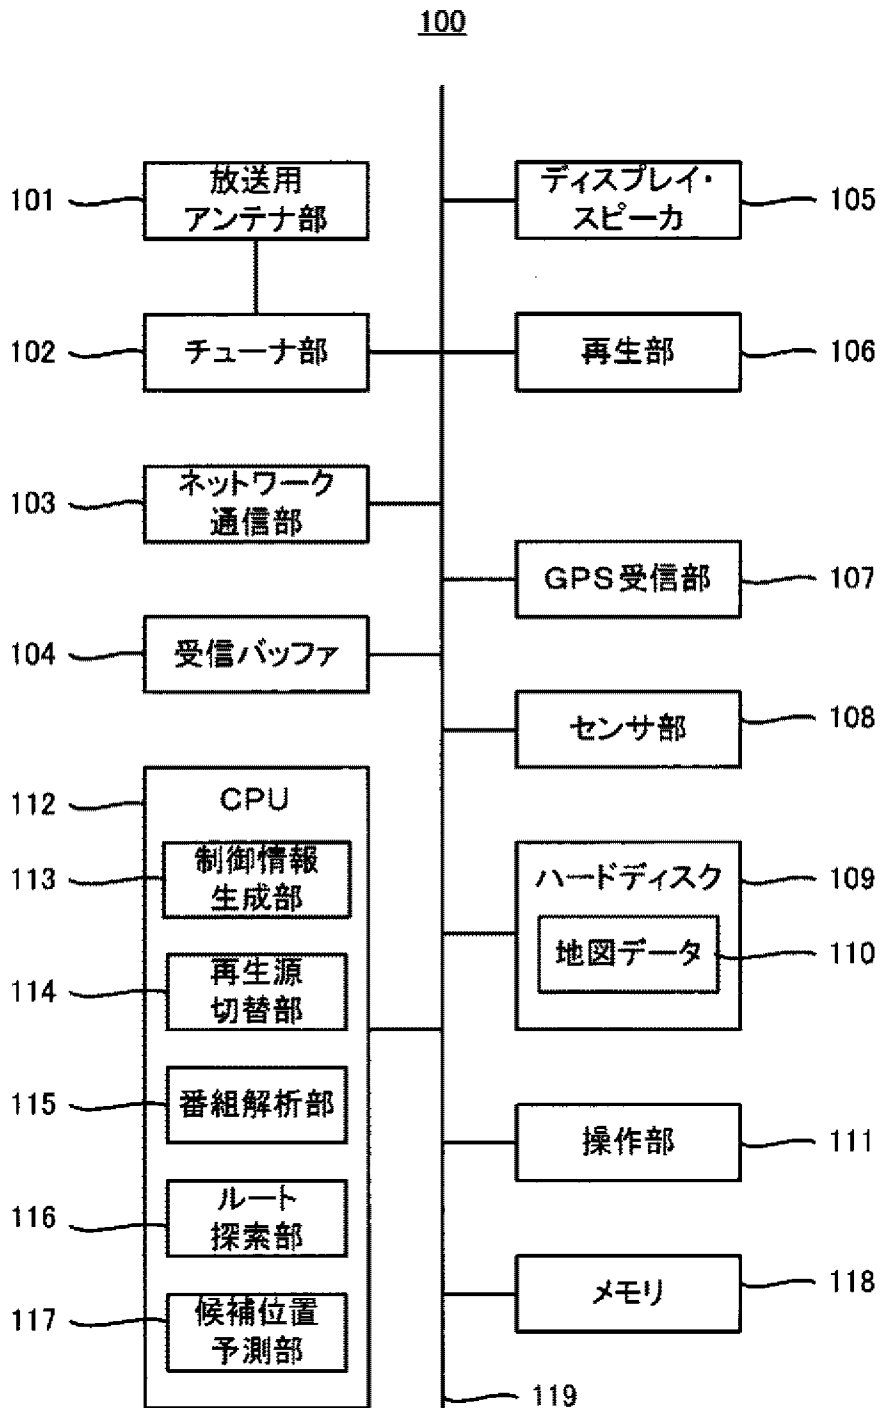 100
101
放送用
アンテナ部
102
チューナ部
103
ネットワーク
通信部
104
受信バッファ
112
CPU
113
制御情報
生成部
114
再生源
切替部
115
番組解析部
116
ルート
探索部
117
候補位置
予測部
ディスプレイ・
スピーカ
105
再生部
106
GPS受信部
107
センサ部
108
ハードディスク
109
地図データ
110
操作部
111
メモリ
118
119